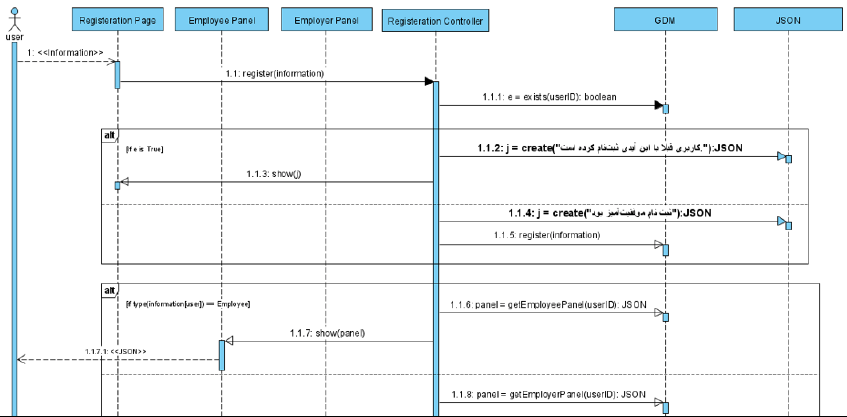 Registeration Page
Employee Panel
Employer Panel
Registeration Controller
GDM
JSON
user
1: <<Information>>
1.1: register(information)
1.1.1: e = exists(userID): boolean
alt
[If e is True]
1.1.2: j = create("کاربری قبلا با این آیدی ثبت‌نام کرده است."):JSON
1.1.3: show(j)
1.1.4: j = create("ثبت نام موفقیت‌آمیز بود"):JSON
1.1.5: register(information)
alt
[if type(information[user]) == Employee]
1.1.6: panel = getEmployeePanel(userID): JSON
1.1.7: show(panel)
1.1.7.1: <<JSON>>
1.1.8: panel = getEmployerPanel(userID): JSON